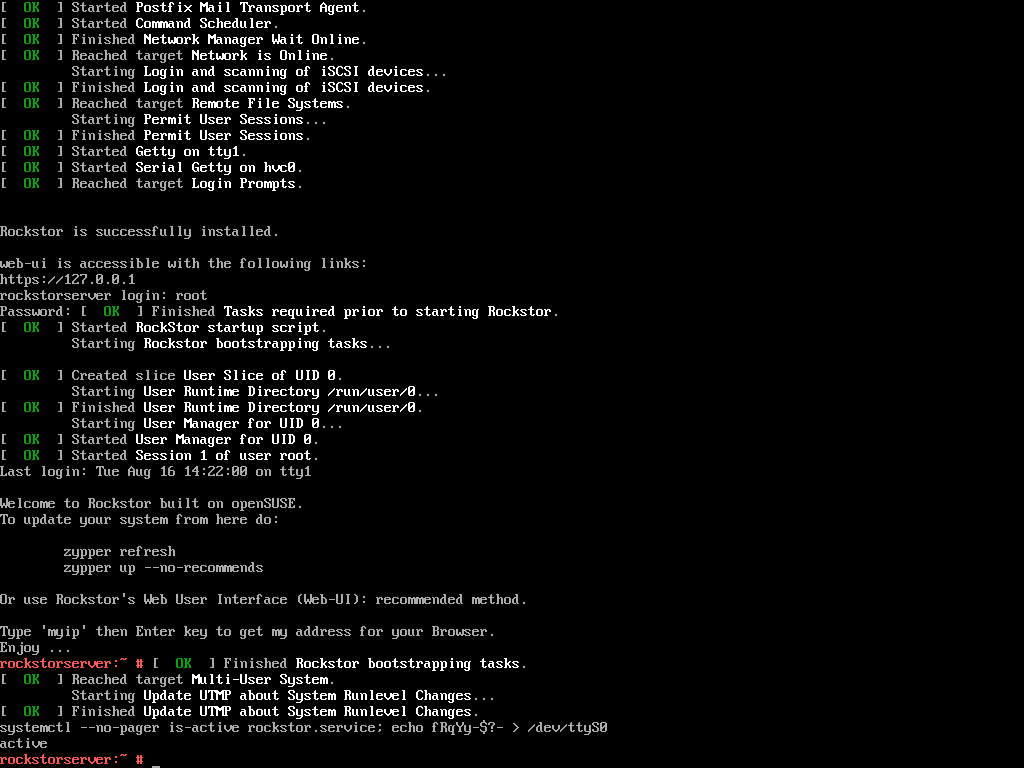 [  OK  ] Started Postfix Mail Transport Agent.
[  OK  ] Started Command Scheduler.
[  OK  ] Finished Network Manager Wait Online.
[  OK  ] Reached target Network is Online.
         Starting Login and scanning of iSCSI devices...
[  OK  ] Finished Login and scanning of iSCSI devices.
[  OK  ] Reached target Remote File Systems.
         Starting Permit User Sessions...
[  OK  ] Finished Permit User Sessions.
[  OK  ] Started Getty on tty1.
[  OK  ] Started Serial Getty on hvc0.
[  OK  ] Reached target Login Prompts.
Rockstor is successfully installed.
web-ui is accessible with the following links:
https://127.0.0.1
rockstorserver login: root
Password: [  OK  ] Finished Tasks required prior to starting Rockstor.
[  OK  ] Started RockStor startup script.
         Starting Rockstor bootstrapping tasks...
[  OK  ] Created slice User Slice of UID 0.
         Starting User Runtime Directory /run/user/0...
[  OK  ] Finished User Runtime Directory /run/user/0.
         Starting User Manager for UID 0...
[  OK  ] Started User Manager for UID 0.
[  OK  ] Started Session 1 of user root.
Last login: Tue Aug 16 14:22:00 on tty1
Welcome to Rockstor built on openSUSE.
To update your system from here do:
        zypper refresh
        zypper up --no-recommends
Or use Rockstor's Web User Interface (Web-UI): recommended method.
Type 'myip' then Enter key to get my address for your Browser.
Enjoy ...
rockstorserver:~ # [  OK  ] Finished Rockstor bootstrapping tasks.
[  OK  ] Reached target Multi-User System.
         Starting Update UTMP about System Runlevel Changes...
[  OK  ] Finished Update UTMP about System Runlevel Changes.
systemctl --no-pager is-active rockstor.service; echo fRqYy-$?- > /dev/ttyS0
active
rockstorserver:~ # _